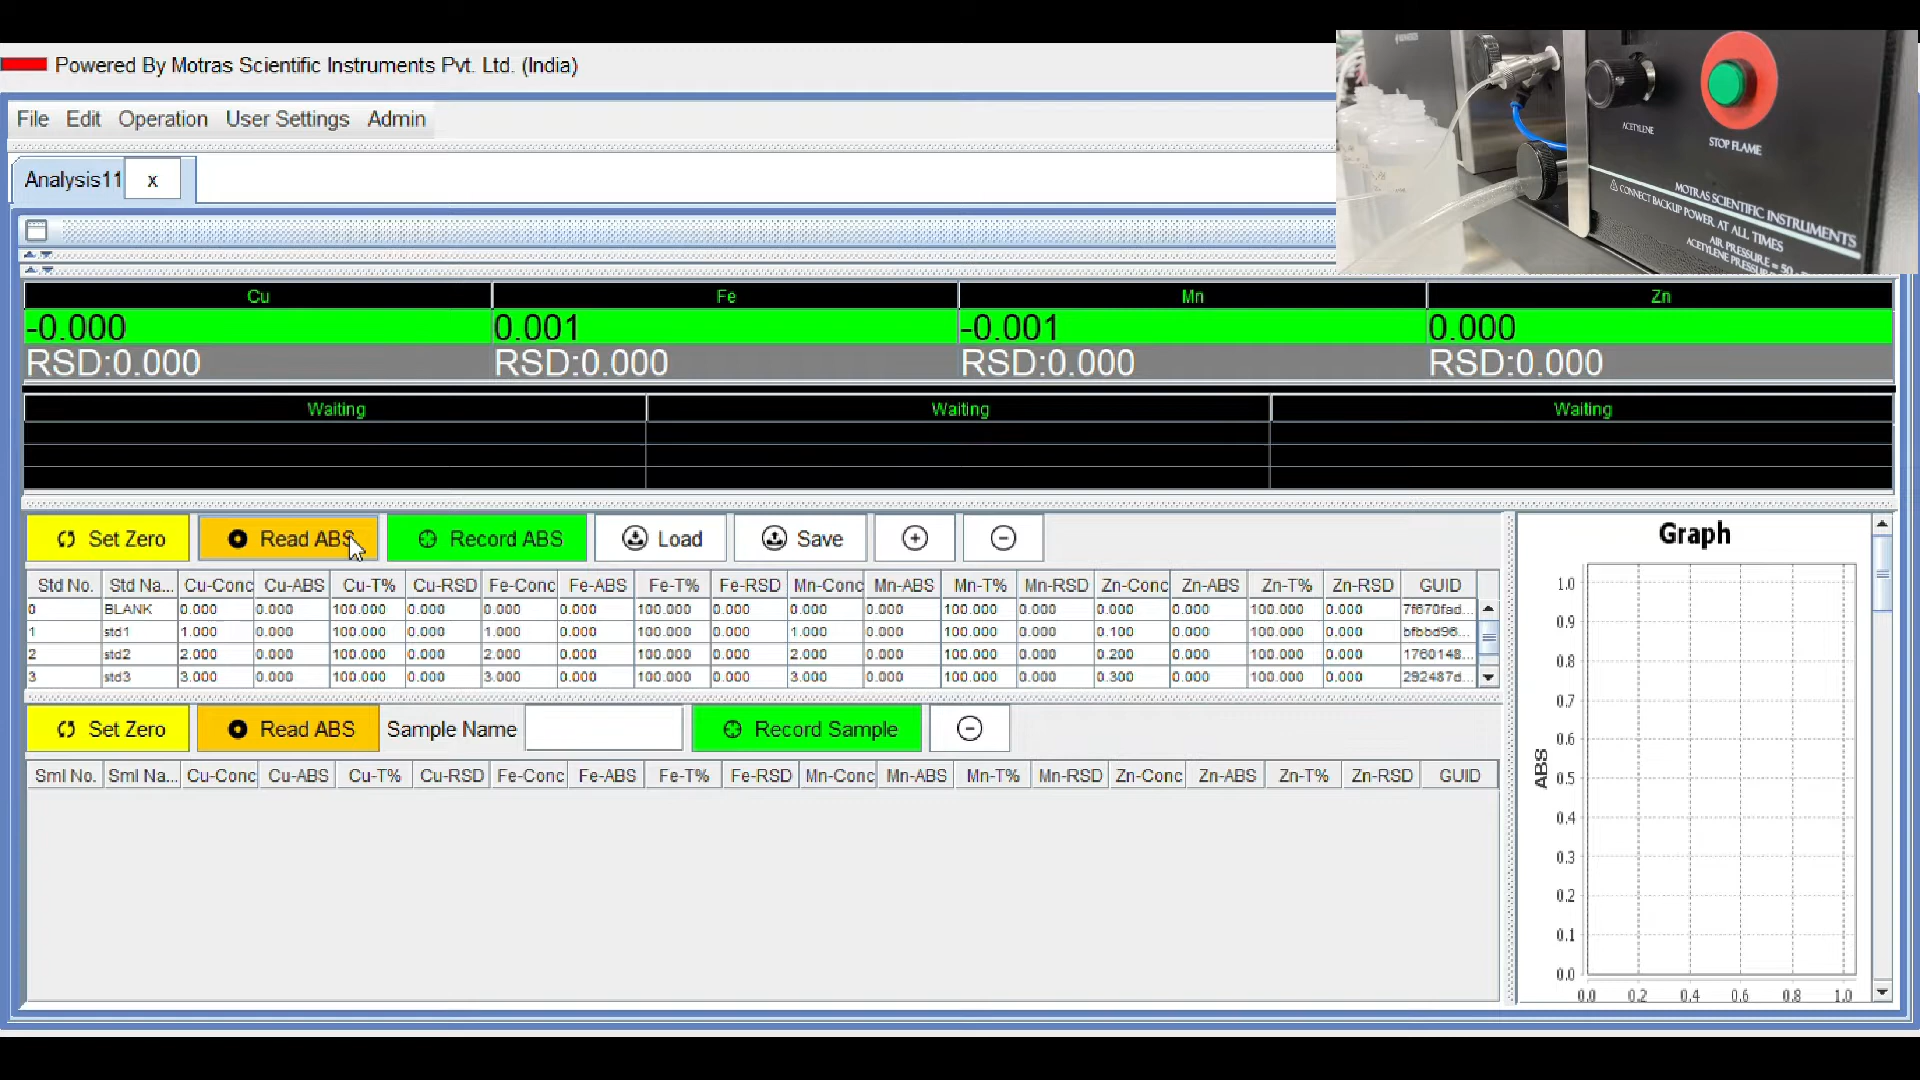 Powered By Motras Scientific Instruments Pvt. Ltd. (India)
File Edit Operation User Settings Admin
Analysis11 x
ACETYLENE
STOP FLAME
MOTRAS SCIENTIFIC INSTRUMENTS
⚠ CONNECT BACKUP POWER AT ALL TIMES
AIR PRESSURE = 50
ACETYLENE PRESSURE
Cu Fe Mn Zn
-0.000 0.001 -0.001 0.000
RSD:0.000 RSD:0.000 RSD:0.000 RSD:0.000
Waiting Waiting Waiting
Set Zero Read ABS Record ABS Load Save
Std No. Std Na... Cu-Conc Cu-ABS Cu-T% Cu-RSD Fe-Conc Fe-ABS Fe-T% Fe-RSD Mn-Conc Mn-ABS Mn-T% Mn-RSD Zn-Conc Zn-ABS Zn-T% Zn-RSD GUID
0 BLANK 0.000 0.000 100.000 0.000 0.000 0.000 100.000 0.000 0.000 0.000 100.000 0.000 0.000 0.000 100.000 0.000 7f670fad...
1 std1 1.000 0.000 100.000 0.000 1.000 0.000 100.000 0.000 1.000 0.000 100.000 0.000 0.100 0.000 100.000 0.000 bfbbd96...
2 std2 2.000 0.000 100.000 0.000 2.000 0.000 100.000 0.000 2.000 0.000 100.000 0.000 0.200 0.000 100.000 0.000 1760148...
3 std3 3.000 0.000 100.000 0.000 3.000 0.000 100.000 0.000 3.000 0.000 100.000 0.000 0.300 0.000 100.000 0.000 292487d...
Set Zero Read ABS Sample Name Record Sample
Sml No. Sml Na... Cu-Conc Cu-ABS Cu-T% Cu-RSD Fe-Conc Fe-ABS Fe-T% Fe-RSD Mn-Conc Mn-ABS Mn-T% Mn-RSD Zn-Conc Zn-ABS Zn-T% Zn-RSD GUID
Graph
1.0
0.9
0.8
0.7
0.6
0.5
0.4
0.3
0.2
0.1
0.0
ABS
0.0 0.2 0.4 0.6 0.8 1.0